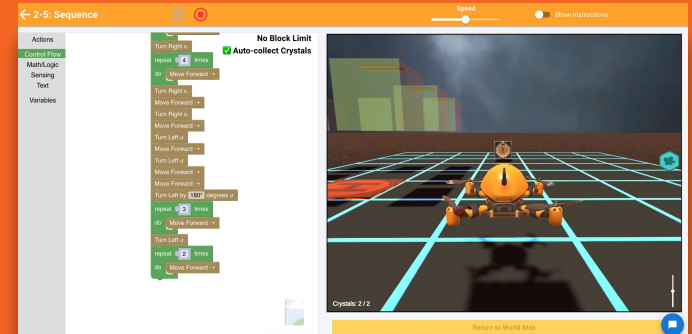 ← 2-5: Sequence
Speed
Show Instructions
Actions
Control Flow
Math/Logic
Sensing
Text
Variables
No Block Limit
✅ Auto-collect Crystals
Turn Right ↻
repeat 4 times
do Move Forward →
Turn Right ↻
Move Forward →
Turn Right ↻
Move Forward →
Turn Left ↺
Move Forward →
Turn Left ↺
Move Forward →
Move Forward →
Turn Left by 180° degrees ↺
repeat 3 times
do Move Forward →
Turn Left ↺
repeat 2 times
do Move Forward →
Crystals: 2 / 2
Return to World Map